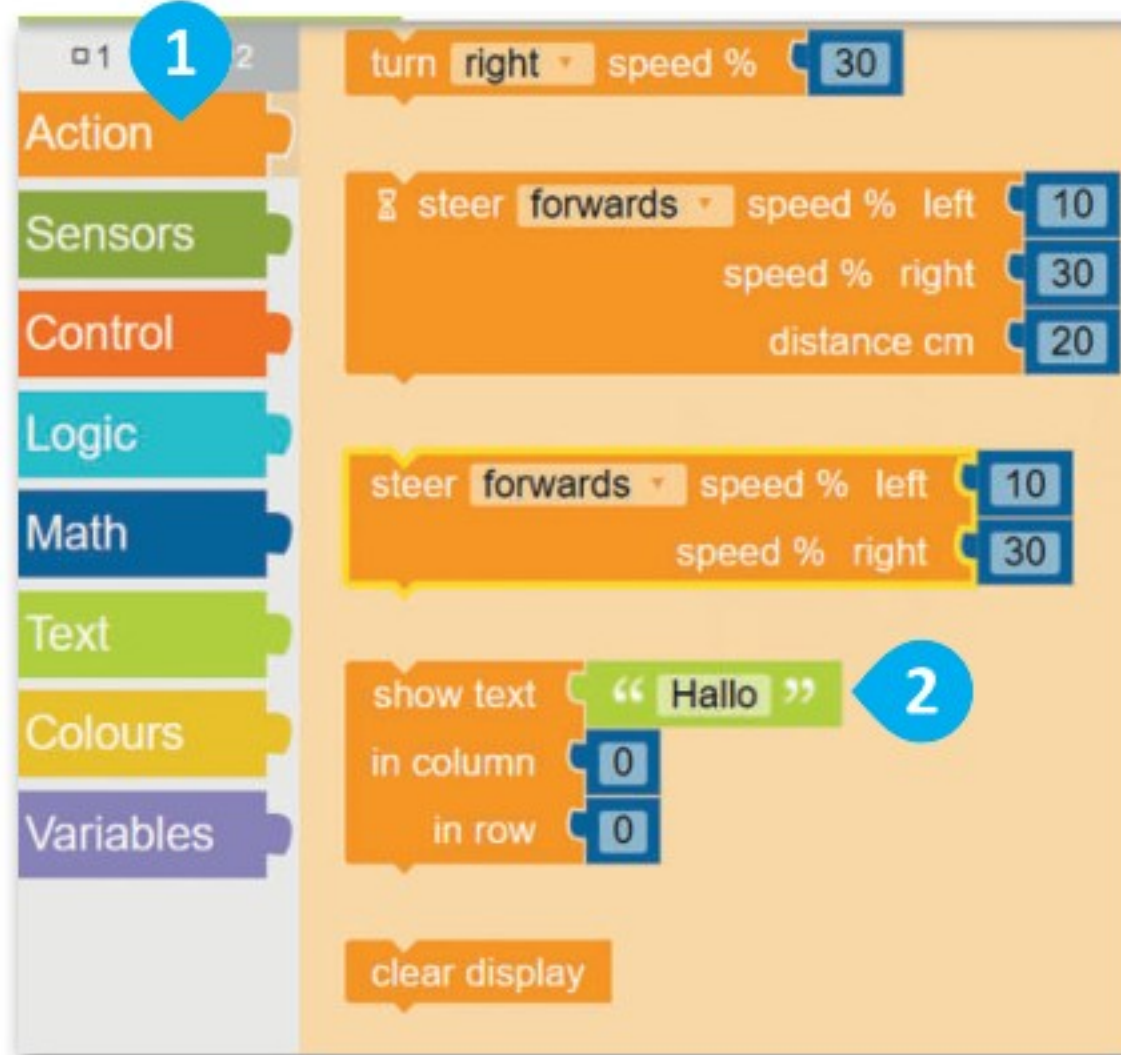 1 1 2
Action
Sensors
Control
Logic
Math
Text
Colours
Variables
turn right speed % 30
steer forwards speed % left 10
speed % right 30
distance cm 20
steer forwards speed % left 10
speed % right 30
show text “ Hallo ” 2
in column 0
in row 0
clear display